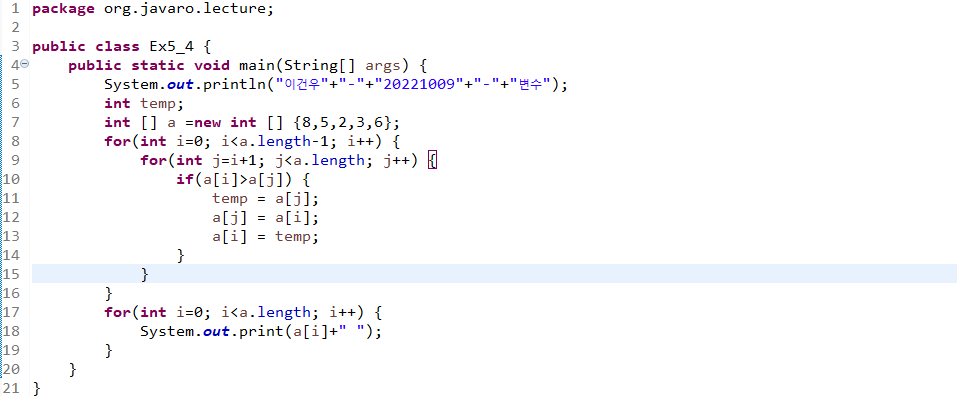 1 package org.javaro.lecture;
2
3 public class Ex5_4 {
4 public static void main(String[] args) {
5 System.out.println("이건우"+"-"+"20221009"+"-"+"변수");
6 int temp;
7 int [] a =new int [] {8,5,2,3,6};
8 for(int i=0; i<a.length-1; i++) {
9 for(int j=i+1; j<a.length; j++) {
10 if(a[i]>a[j]) {
11 temp = a[j];
12 a[j] = a[i];
13 a[i] = temp;
14 }
15 }
16 }
17 for(int i=0; i<a.length; i++) {
18 System.out.print(a[i]+" ");
19 }
20 }
21 }